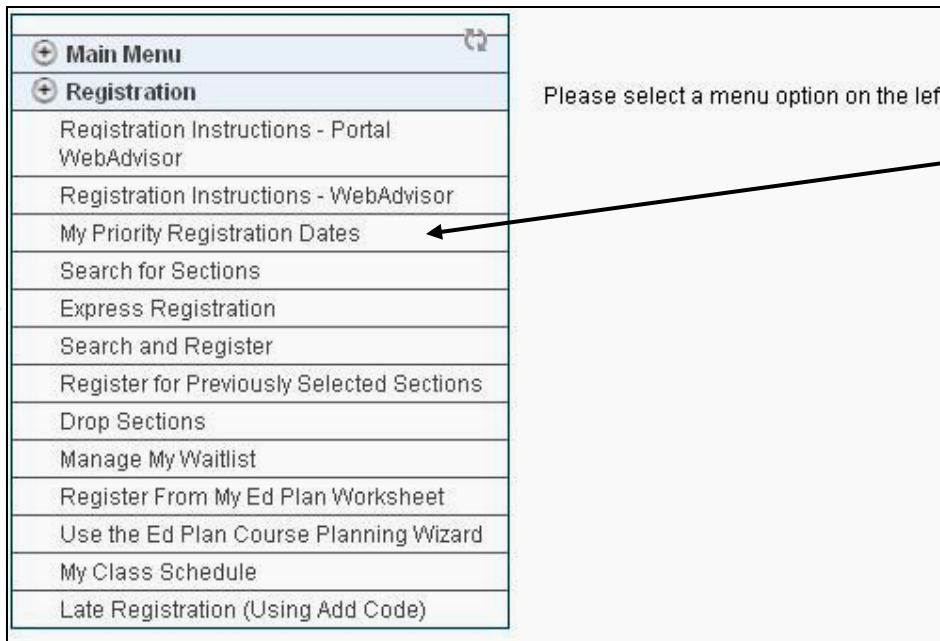 Main Menu
Registration
Please select a menu option on the lef
Registration Instructions - Portal
WebAdvisor
Registration Instructions - WebAdvisor
My Priority Registration Dates
Search for Sections
Express Registration
Search and Register
Register for Previously Selected Sections
Drop Sections
Manage My Waitlist
Register From My Ed Plan Worksheet
Use the Ed Plan Course Planning Wizard
My Class Schedule
Late Registration (Using Add Code)